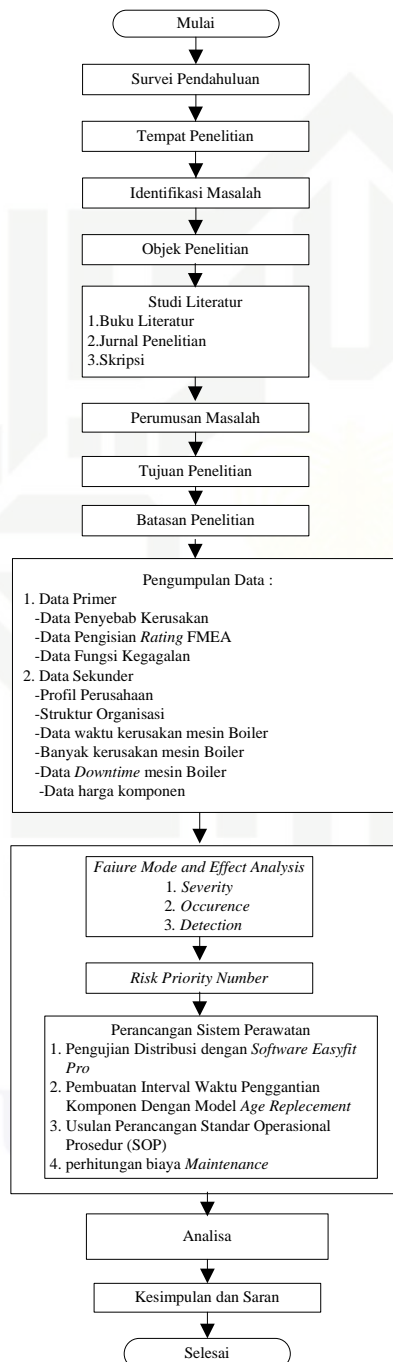 Mulai
Survei Pendahuluan
Tempat Penelitian
Identifikasi Masalah
Objek Penelitian
Studi Literatur
1.Buku Literatur
2.Jurnal Penelitian
3.Skripsi
Perumusan Masalah
Tujuan Penelitian
Batasan Penelitian
Pengumpulan Data :
1. Data Primer
-Data Penyebab Kerusakan
-Data Pengisian Rating FMEA
-Data Fungsi Kegagalan
2. Data Sekunder
-Profil Perusahaan
-Struktur Organisasi
-Data waktu kerusakan mesin Boiler
-Banyak kerusakan mesin Boiler
-Data Downtime mesin Boiler
-Data harga komponen
Faiure Mode and Effect Analysis
1. Severity
2. Occurence
3. Detection
Risk Priority Number
Perancangan Sistem Perawatan
1. Pengujian Distribusi dengan Software Easyfit
Pro
2. Pembuatan Interval Waktu Penggantian
Komponen Dengan Model Age Replecement
3. Usulan Perancangan Standar Operasional
Prosedur (SOP)
4. perhitungan biaya Maintenance
Analisa
Kesimpulan dan Saran
Selesai